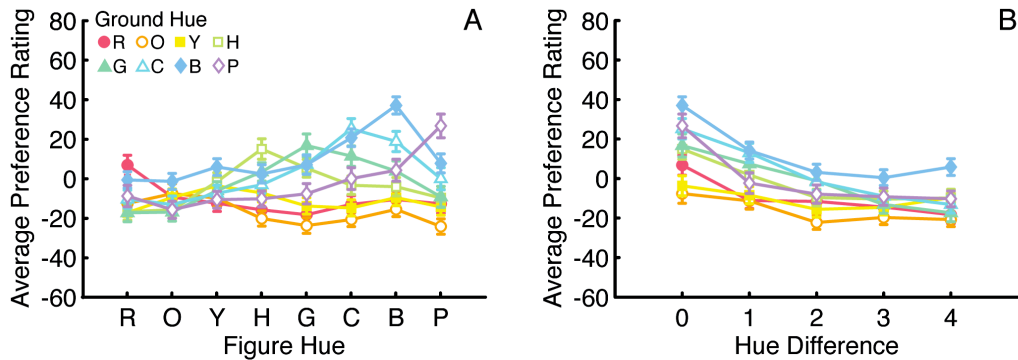 A
Ground Hue
R O Y H
G C B P
Average Preference Rating
80
60
40
20
0
-20
-40
-60
R O Y H G C B P
Figure Hue
B
Average Preference Rating
80
60
40
20
0
-20
-40
-60
0 1 2 3 4
Hue Difference